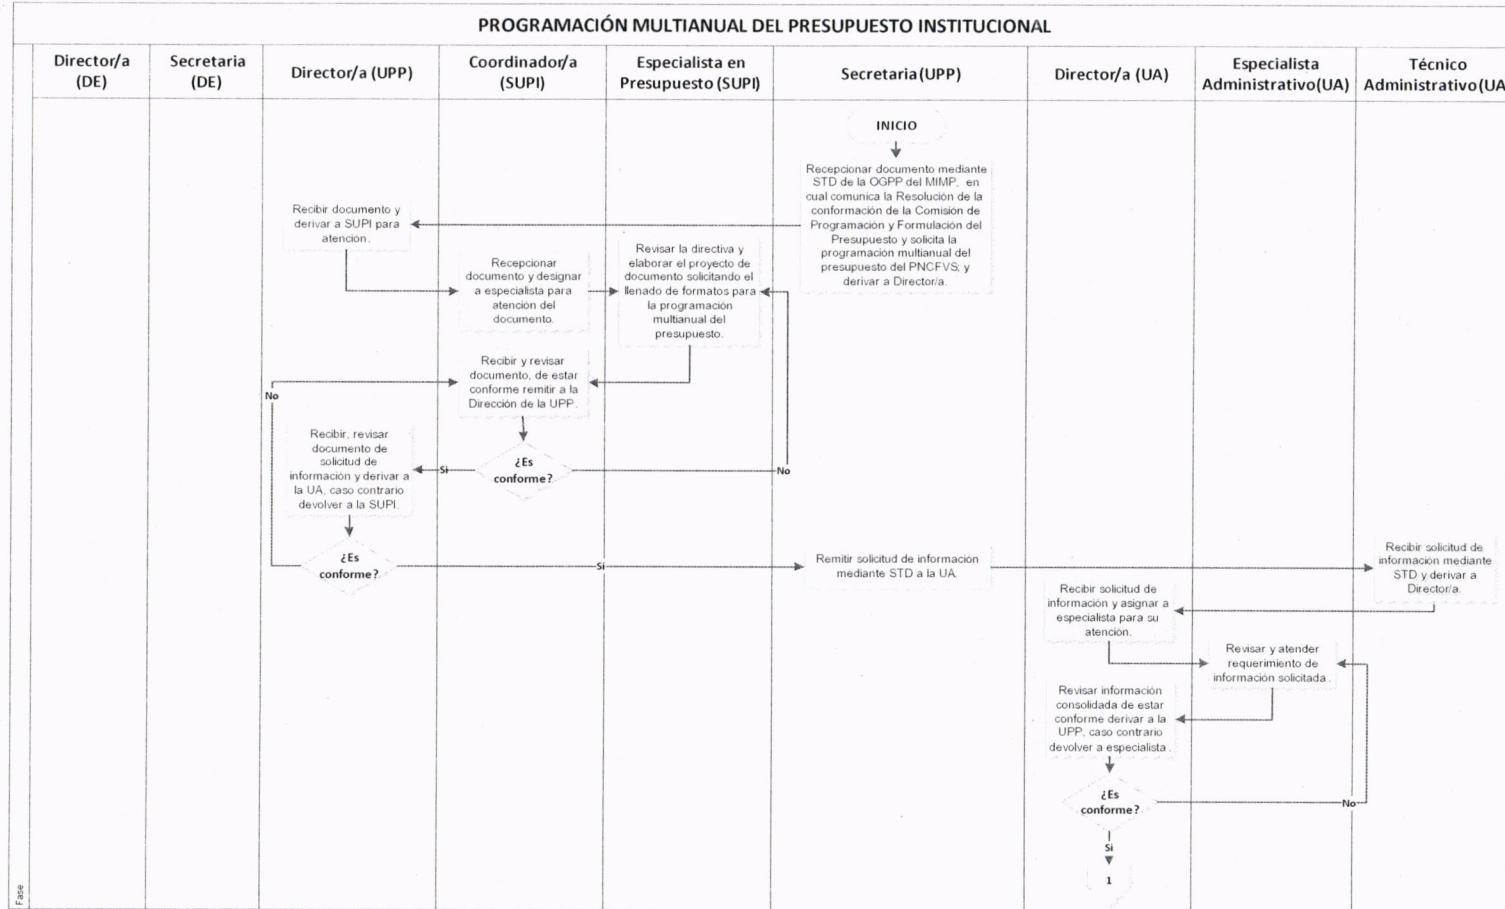 PROGRAMACIÓN MULTIANUAL DEL PRESUPUESTO INSTITUCIONAL
Director/a
(DE)
Secretaria
(DE)
Director/a (UPP)
Coordinador/a
(SUPI)
Especialista en
Presupuesto (SUPI)
Secretaria (UPP)
Director/a (UA)
Especialista
Administrativo(UA)
Técnico
Administrativo(UA
INICIO
Recepcionar documento mediante
STD de la OGPP del MIMP, en
cual comunica la Resolución de la
conformación de la Comisión de
Programación y Formulación del
Presupuesto y solicita la
programación multianual del
presupuesto del PNCFVS; y
derivar a Director/a.
Recibir documento y
derivar a SUPI para
atención.
Recepcionar
documento y designar
a especialista para
atención del
documento.
Revisar la directiva y
elaborar el proyecto de
documento solicitando el
llenado de formatos para
la programación
multianual del
presupuesto.
Recibir y revisar
documento, de estar
conforme remitir a la
Dirección de la UPP.
¿Es
conforme?
No
Si
Recibir, revisar
documento de
solicitud de
información y derivar a
la UA, caso contrario
devolver a la SUPI.
¿Es
conforme?
No
Si
Remitir solicitud de información
mediante STD a la UA.
Recibir solicitud de
información mediante
STD y derivar a
Director/a.
Recibir solicitud de
información y asignar a
especialista para su
atención.
Revisar y atender
requerimiento de
información solicitada.
Revisar información
consolidada de estar
conforme derivar a la
UPP, caso contrario
devolver a especialista.
¿Es
conforme?
No
Si
1
Fase